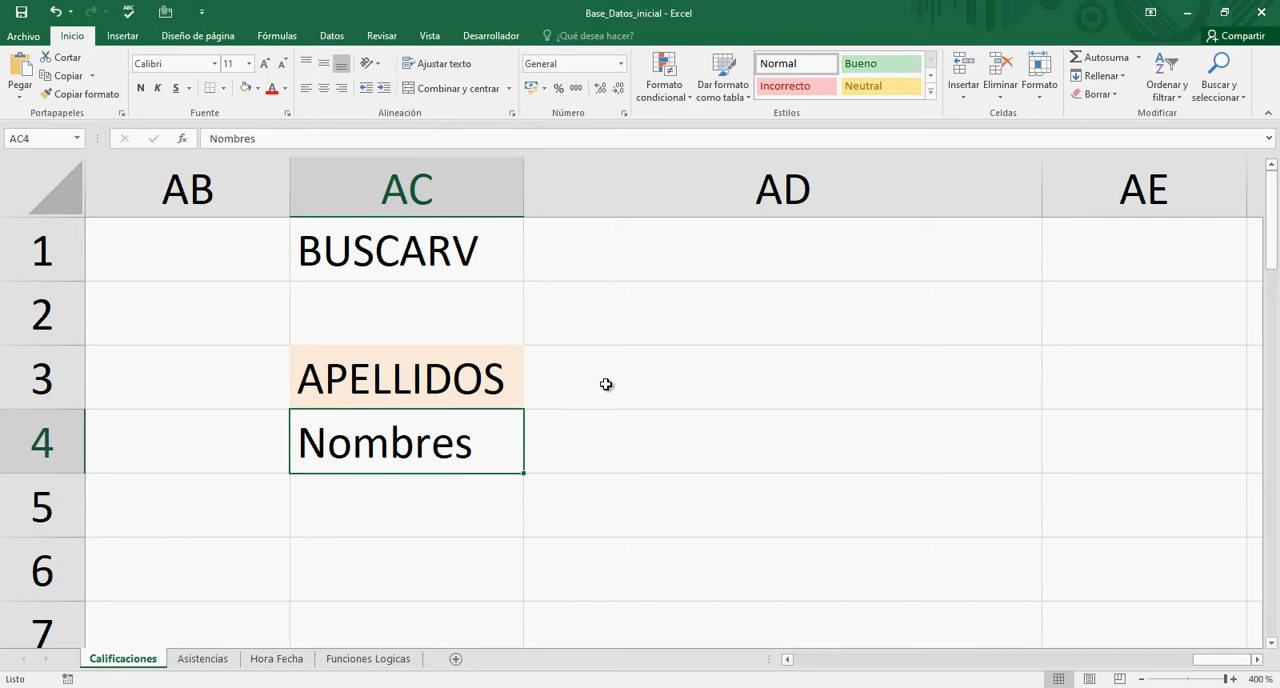 Base_Datos_inicial - Excel
Archivo Inicio Insertar Diseño de página Fórmulas Datos Revisar Vista Desarrollador ¿Qué desea hacer? Compartir
Pegar
Cortar
Copiar
Copiar formato
Portapapeles
Calibri 11
N K S
Fuente
Ajustar texto
Combinar y centrar
Alineación
General
% 000
Número
Formato condicional
Dar formato como tabla
Normal Bueno
Incorrecto Neutral
Estilos
Insertar Eliminar Formato
Celdas
Autosuma
Rellenar
Borrar
Ordenar y filtrar
Buscar y seleccionar
Modificar
AC4 fx Nombres
AB AC AD AE
1 BUSCARV
2
3 APELLIDOS
4 Nombres
5
6
7
Calificaciones Asistencias Hora Fecha Funciones Logicas
Listo 400 %